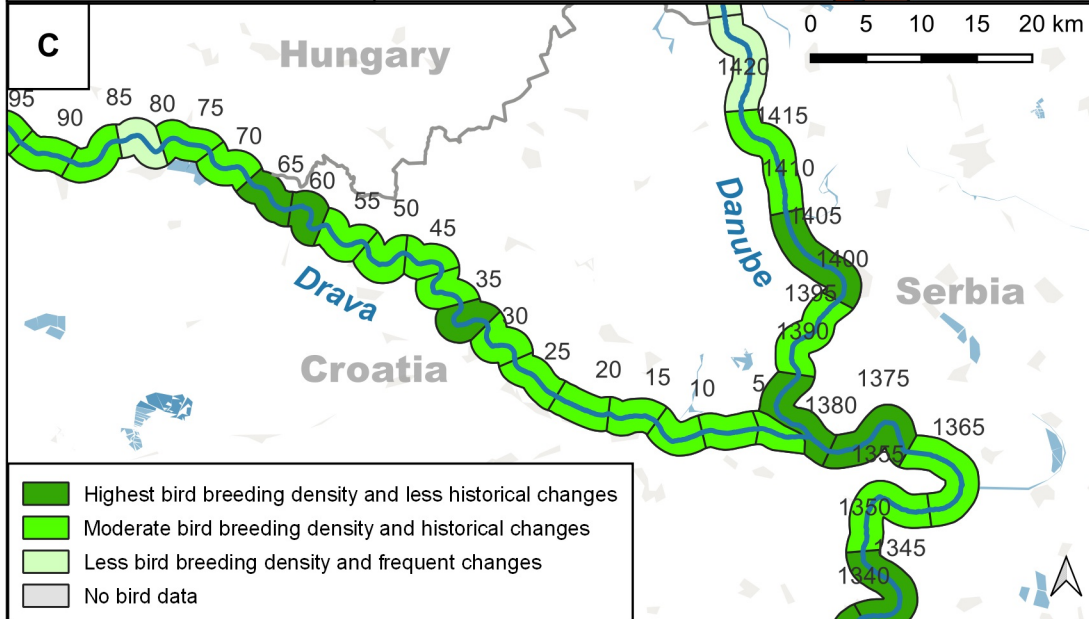 C
Hungary
0 5 10 15 20 km
1420
95
90
85
80
75
1415
70
1410
65
60
55
50
Danube
1405
45
1400
Drava
35
1395
Serbia
30
1390
Croatia
25
20
15
10
5
1375
1380
1365
1355
1350
1345
1340
Highest bird breeding density and less historical changes
Moderate bird breeding density and historical changes
Less bird breeding density and frequent changes
No bird data